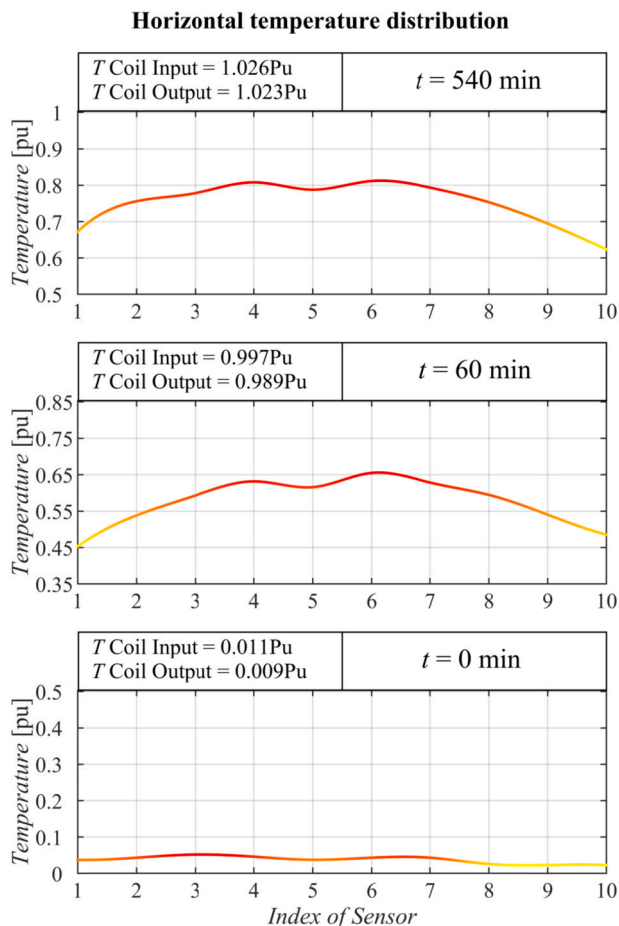 Horizontal temperature distribution
T Coil Input = 1.026Pu
T Coil Output = 1.023Pu
t = 540 min
Temperature [pu]
1
0.9
0.8
0.7
0.6
0.5
1 2 3 4 5 6 7 8 9 10
T Coil Input = 0.997Pu
T Coil Output = 0.989Pu
t = 60 min
Temperature [pu]
0.85
0.75
0.65
0.55
0.45
0.35
1 2 3 4 5 6 7 8 9 10
T Coil Input = 0.011Pu
T Coil Output = 0.009Pu
t = 0 min
Temperature [pu]
0.5
0.4
0.3
0.2
0.1
0
1 2 3 4 5 6 7 8 9 10
Index of Sensor